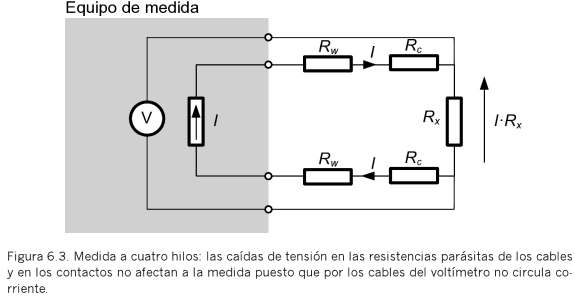 Equipo de medida
R_w I R_c
V I R_x I·R_x
R_w I R_c
Figura 6.3. Medida a cuatro hilos: las caídas de tensión en las resistencias parásitas de los cables
y en los contactos no afectan a la medida puesto que por los cables del voltímetro no circula co-
rriente.